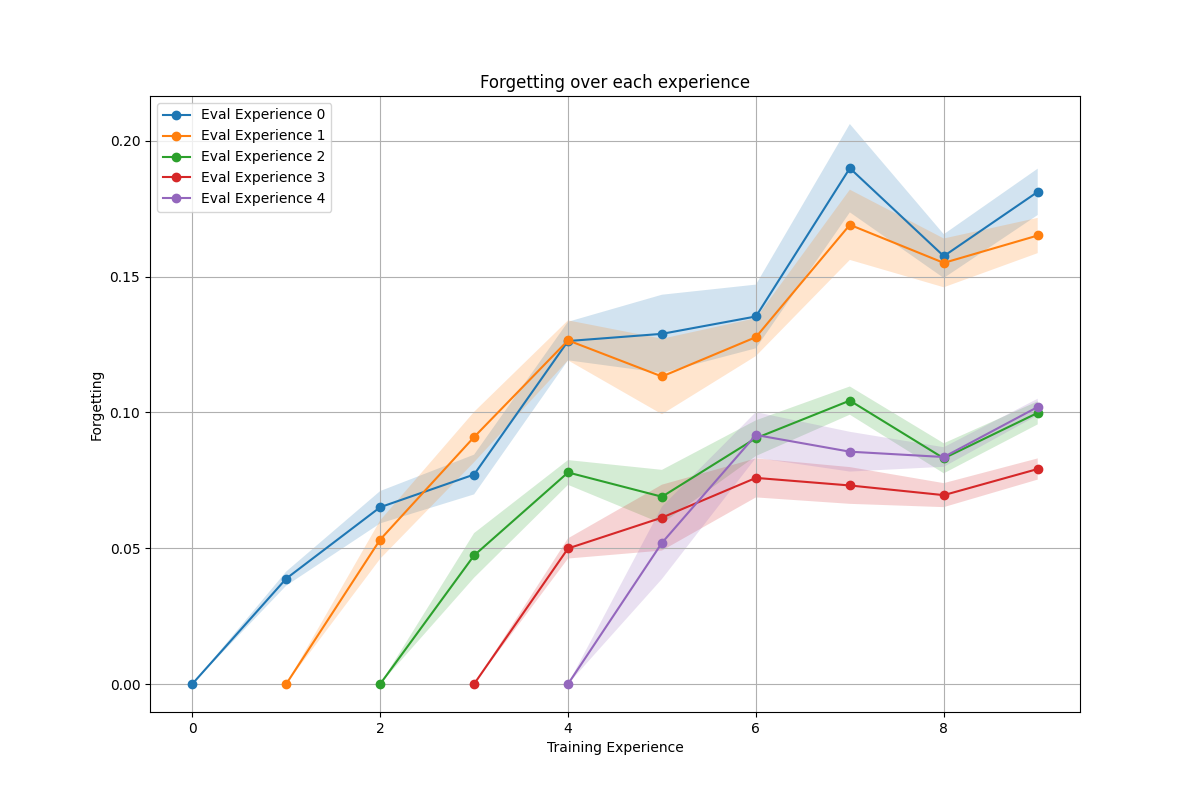 Forgetting over each experience
Eval Experience 0
Eval Experience 1
Eval Experience 2
Eval Experience 3
Eval Experience 4
0.20
0.15
0.10
0.05
0.00
Forgetting
0 2 4 6 8
Training Experience